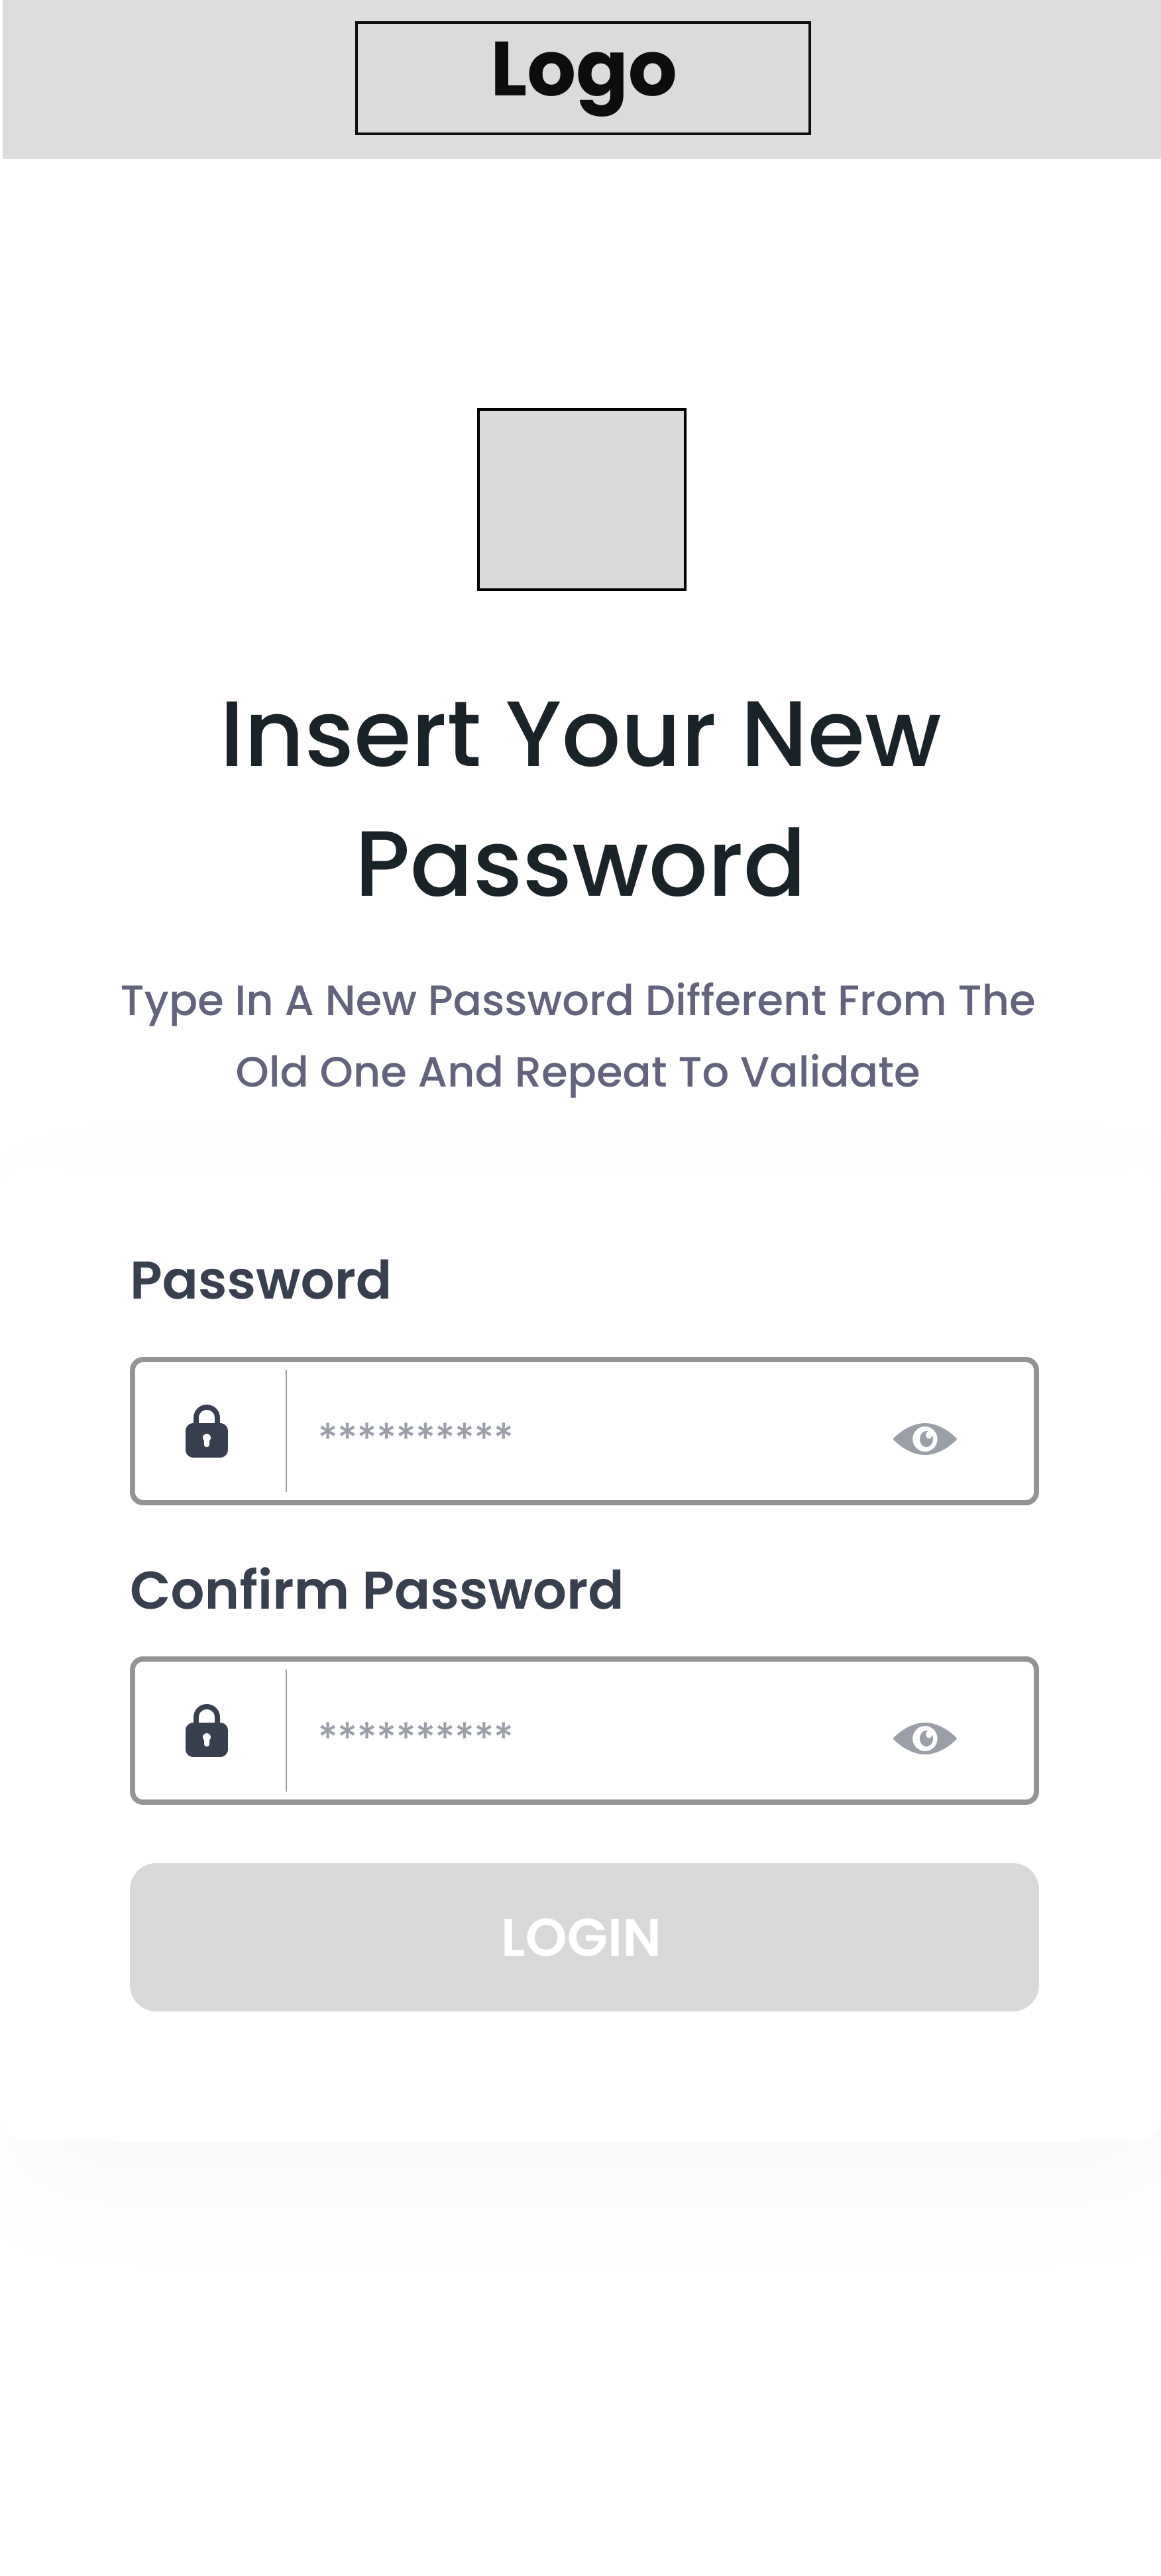 Logo
Insert Your New
Password
Type In A New Password Different From The
Old One And Repeat To Validate
Password
**********
Confirm Password
**********
LOGIN